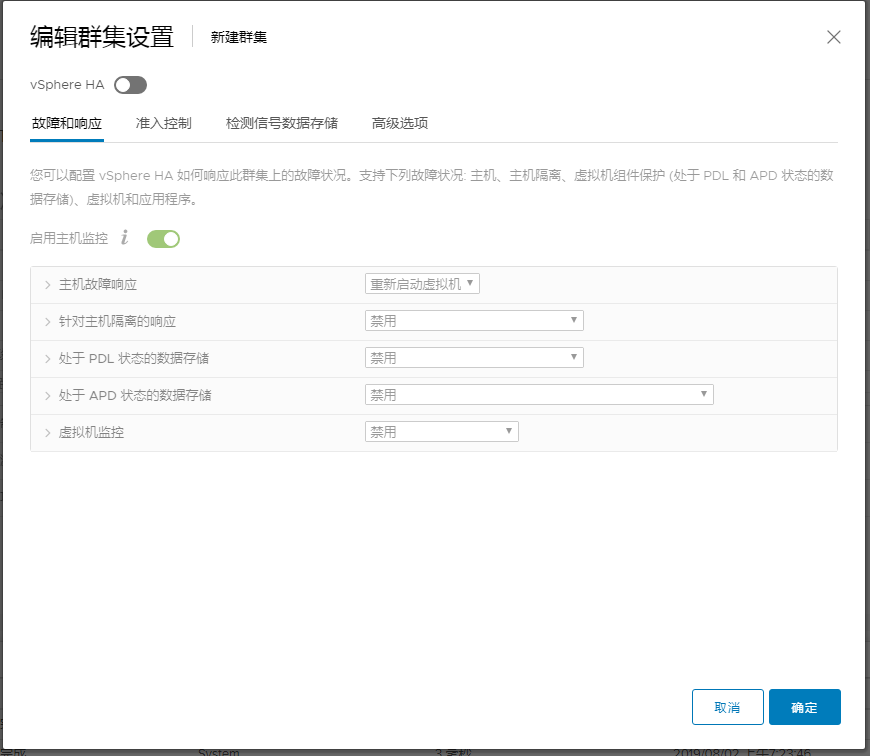 编辑群集设置 新建群集
vSphere HA
故障和响应 准入控制 检测信号数据存储 高级选项
您可以配置 vSphere HA 如何响应此群集上的故障状况。支持下列故障状况: 主机、主机隔离、虚拟机组件保护 (处于 PDL 和 APD 状态的数
据存储)、虚拟机和应用程序。
启用主机监控
主机故障响应 重新启动虚拟机
针对主机隔离的响应 禁用
处于 PDL 状态的数据存储 禁用
处于 APD 状态的数据存储 禁用
虚拟机监控 禁用
取消 确定
System 3 毫秒 2019/08/02 上午7:23:46